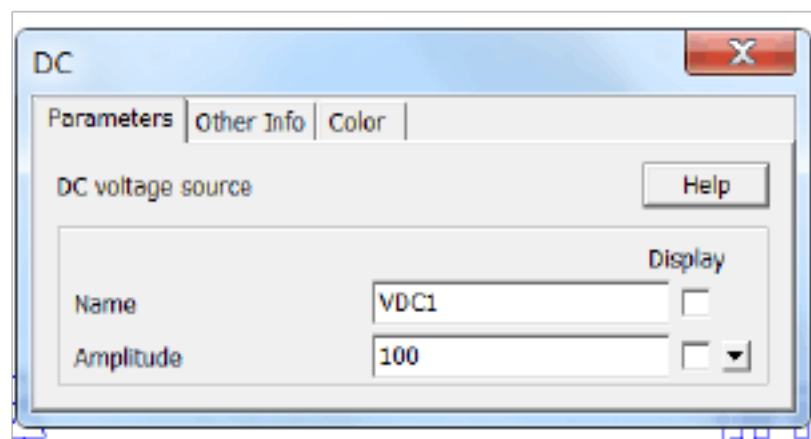 DC
Parameters Other Info Color
DC voltage source Help
Display
Name VDC1
Amplitude 100